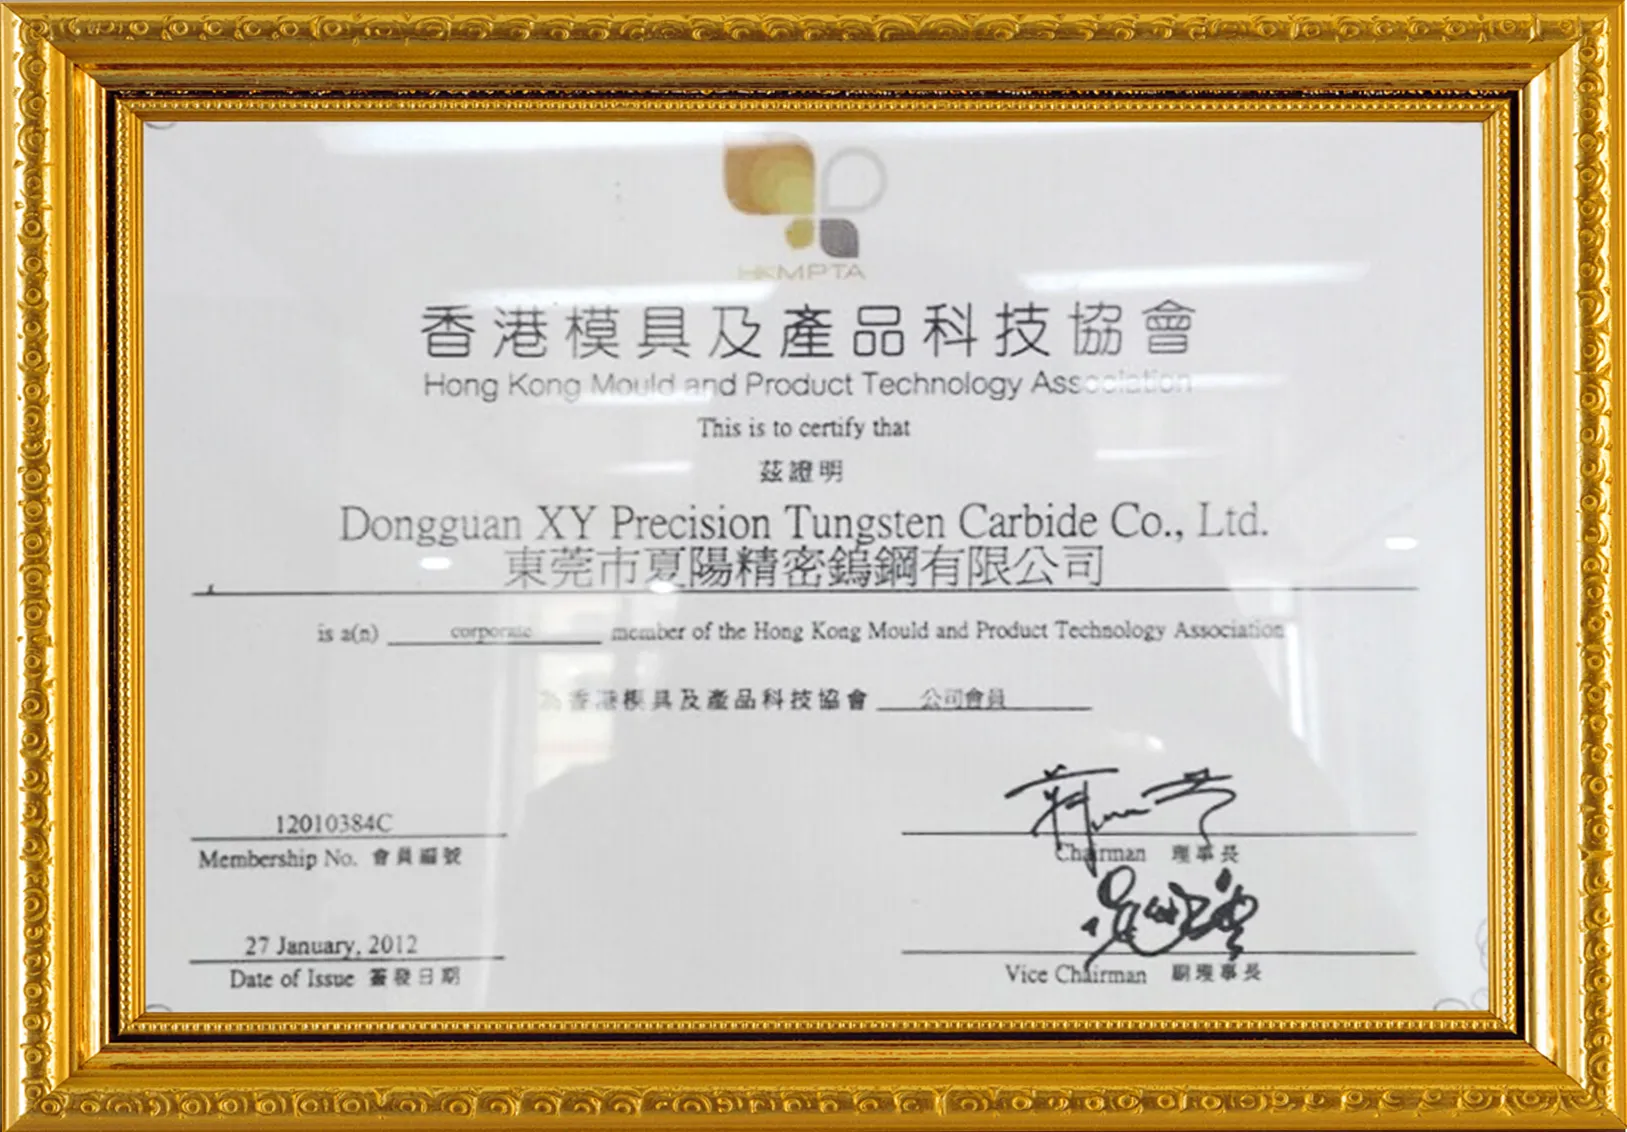 HKMPTA
香港模具及產品科技協會
Hong Kong Mould and Product Technology Association
This is to certify that
茲證明
Dongguan XY Precision Tungsten Carbide Co., Ltd.
東莞市夏陽精密鎢鋼有限公司
is a(n) corporate member of the Hong Kong Mould and Product Technology Association
為香港模具及產品科技協會 公司會員
12010384C
Membership No. 會員編號
Chairman 理事長
27 January, 2012
Date of Issue 簽發日期
Vice Chairman 副理事長